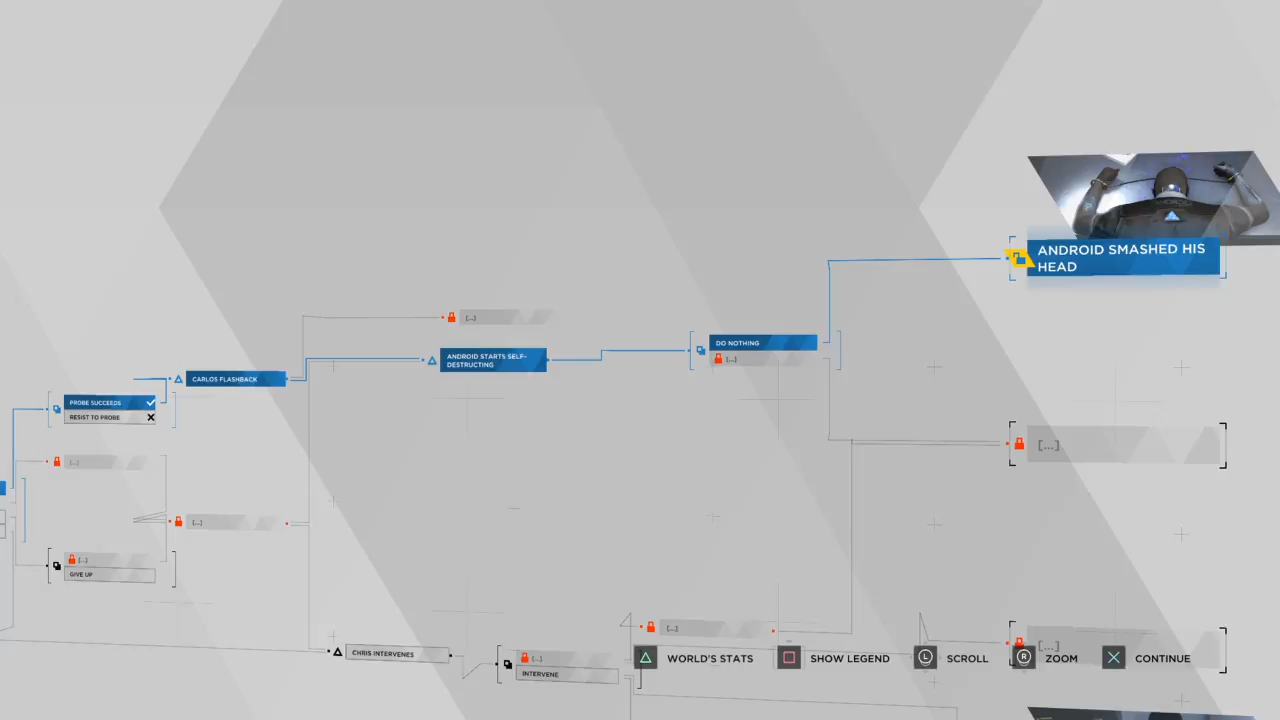 ANDROID SMASHED HIS
HEAD
[...]
DO NOTHING
[...]
ANDROID STARTS SELF-
DESTRUCTING
CARLOS FLASHBACK
PROBE SUCCEEDS
RESIST TO PROBE
[...]
[...]
[...]
[...]
GIVE UP
[...]
[...]
CHRIS INTERVENES
[...]
INTERVENE
WORLD'S STATS
SHOW LEGEND
L
SCROLL
R
ZOOM
CONTINUE